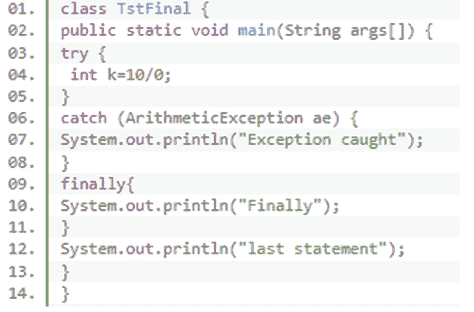 01. class TstFinal {
02. public static void main(String args[]) {
03. try {
04. int k=10/0;
05. }
06. catch (ArithmeticException ae) {
07. System.out.println("Exception caught");
08. }
09. finally{
10. System.out.println("Finally");
11. }
12. System.out.println("last statement");
13. }
14. }